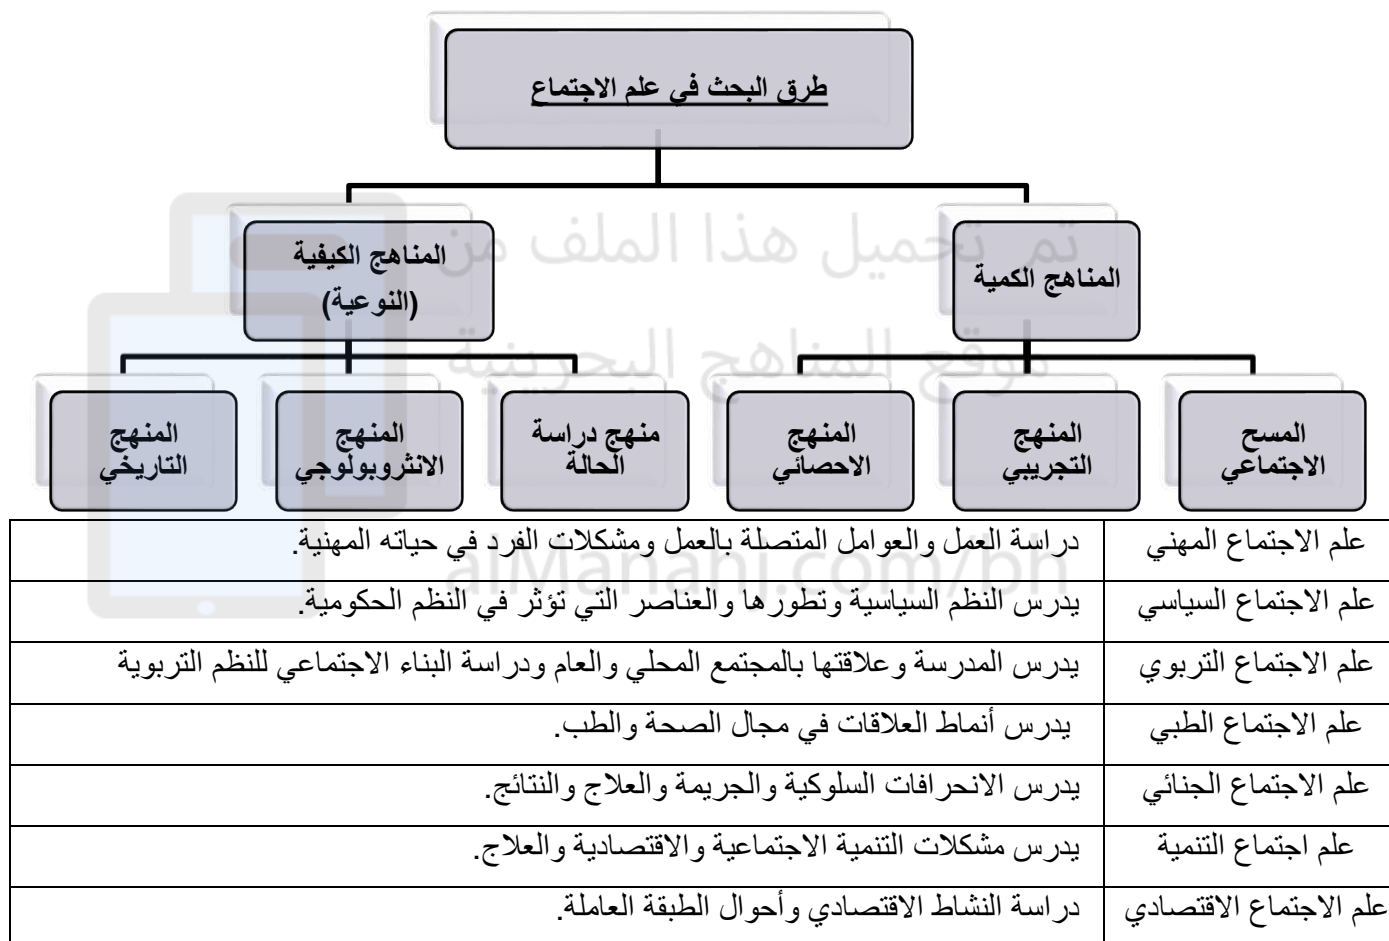 طرق البحث في علم الاجتماع
المناهج الكمية
المناهج الكيفية
(النوعية)
المسح
الاجتماعي
المنهج
التجريبي
المنهج
الاحصائي
منهج دراسة
الحالة
المنهج
الانثروبولوجي
المنهج
التاريخي
تم تحميل هذا الملف من
موقع المناهج البحرينية
alManahj.com/bh
علم الاجتماع المهني دراسة العمل والعوامل المتصلة بالعمل ومشكلات الفرد في حياته المهنية.
علم الاجتماع السياسي يدرس النظم السياسية وتطورها والعناصر التي تؤثر في النظم الحكومية.
علم الاجتماع التربوي يدرس المدرسة وعلاقتها بالمجتمع المحلي والعام ودراسة البناء الاجتماعي للنظم التربوية
علم الاجتماع الطبي يدرس أنماط العلاقات في مجال الصحة والطب.
علم الاجتماع الجنائي يدرس الانحرافات السلوكية والجريمة والعلاج والنتائج.
علم اجتماع التنمية يدرس مشكلات التنمية الاجتماعية والاقتصادية والعلاج.
علم الاجتماع الاقتصادي دراسة النشاط الاقتصادي وأحوال الطبقة العاملة.